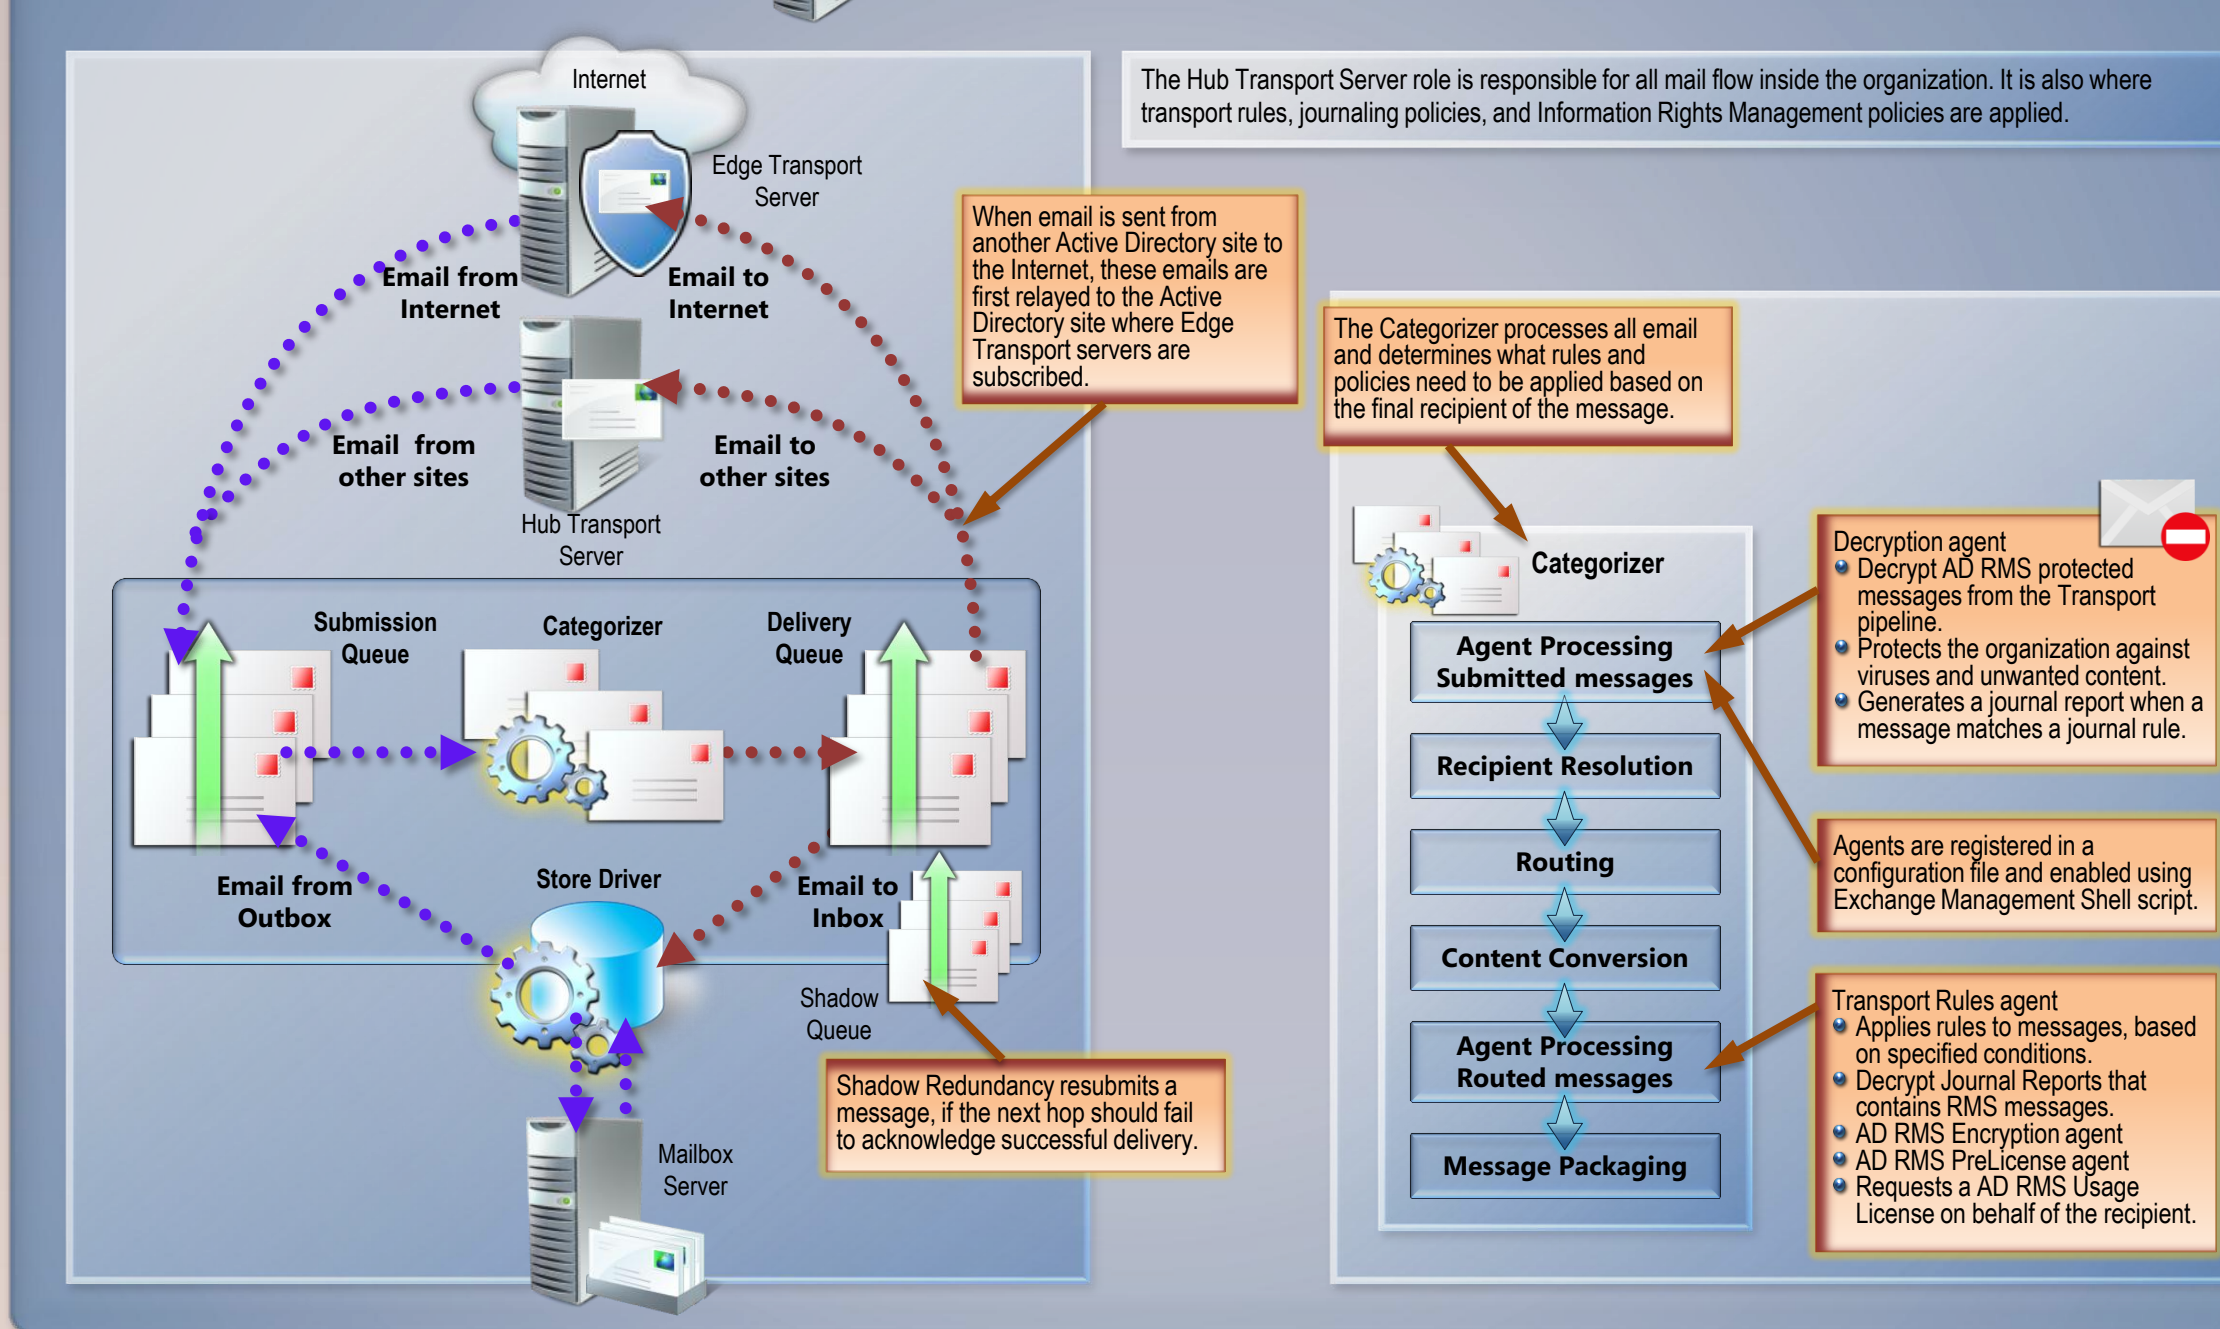 Internet
Edge Transport
Server
The Hub Transport Server role is responsible for all mail flow inside the organization. It is also where
transport rules, journaling policies, and Information Rights Management policies are applied.
Email from
Internet
Email to
Internet
When email is sent from
another Active Directory site to
the Internet, these emails are
first relayed to the Active
Directory site where Edge
Transport servers are
subscribed.
Email  from
other sites
Email to
other sites
Hub Transport
Server
Submission
Queue
Categorizer
Delivery
Queue
Email from
Outbox
Store Driver
Email to
Inbox
Shadow
Queue
Shadow Redundancy resubmits a
message, if the next hop should fail
to acknowledge successful delivery.
Mailbox
Server
The Categorizer processes all email
and determines what rules and
policies need to be applied based on
the final recipient of the message.
Categorizer
Agent Processing
Submitted messages
Recipient Resolution
Routing
Content Conversion
Agent Processing
Routed messages
Message Packaging
Decryption agent
Decrypt AD RMS protected
messages from the Transport
pipeline.
Protects the organization against
viruses and unwanted content.
Generates a journal report when a
message matches a journal rule.
Agents are registered in a
configuration file and enabled using
Exchange Management Shell script.
Transport Rules agent
Applies rules to messages, based
on specified conditions.
Decrypt Journal Reports that
contains RMS messages.
AD RMS Encryption agent
AD RMS PreLicense agent
Requests a AD RMS Usage
License on behalf of the recipient.